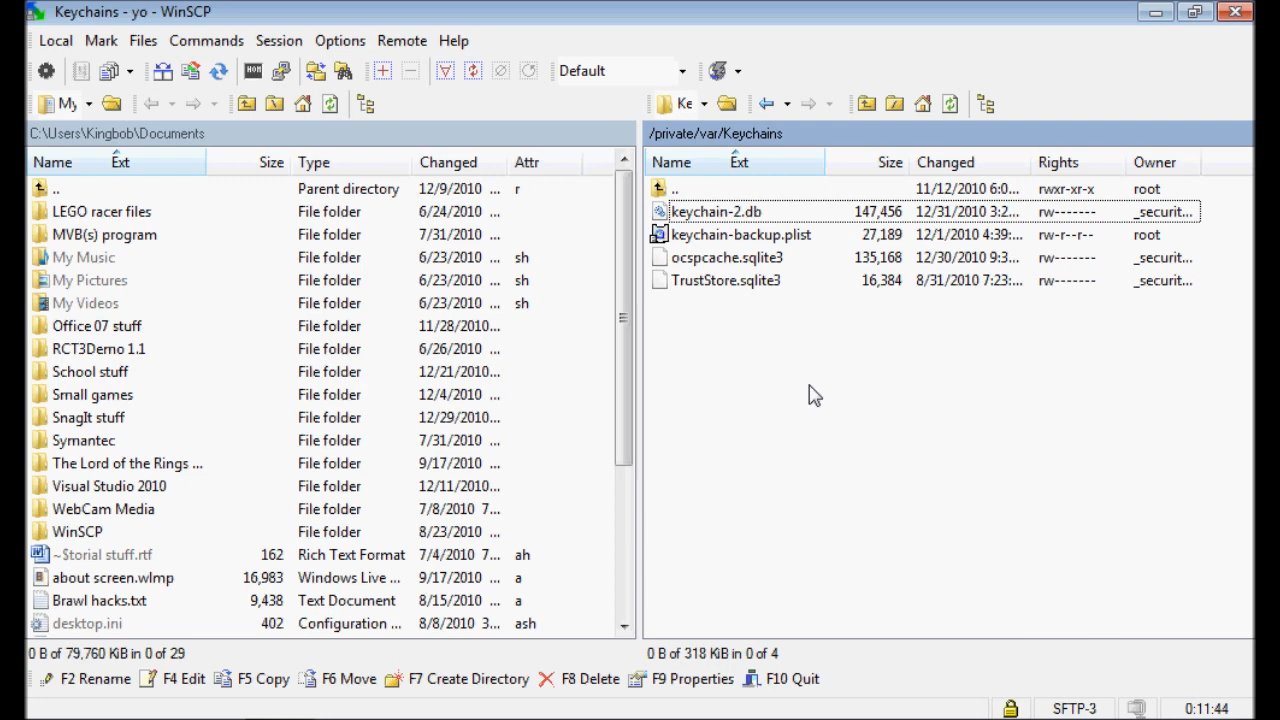 Keychains - yo - WinSCP
Local Mark Files Commands Session Options Remote Help
Default
My Ke
C:\Users\Kingbob\Documents /private/var/Keychains
Name Ext Size Type Changed Attr Name Ext Size Changed Rights Owner
.. Parent directory 12/9/2010 r .. 11/12/2010 6:0... rwxr-xr-x root
LEGO racer files File folder 6/24/2010 ... keychain-2.db 147,456 12/31/2010 3:2... rw------- _securit...
MVB(s) program File folder 7/31/2010 ... keychain-backup.plist 27,189 12/1/2010 4:39:... rw-r--r-- root
My Music File folder 6/23/2010 ... sh ocspcache.sqlite3 135,168 12/30/2010 9:3... rw------- _securit...
My Pictures File folder 6/23/2010 ... sh TrustStore.sqlite3 16,384 8/31/2010 7:23:... rw------- _securit...
My Videos File folder 6/23/2010 ... sh
Office 07 stuff File folder 11/28/2010...
RCT3Demo 1.1 File folder 6/26/2010 ...
School stuff File folder 12/21/2010...
Small games File folder 12/4/2010 ...
SnagIt stuff File folder 12/29/2010...
Symantec File folder 7/31/2010 ...
The Lord of the Rings ... File folder 9/17/2010 ...
Visual Studio 2010 File folder 12/11/2010...
WebCam Media File folder 7/8/2010 7...
WinSCP File folder 8/23/2010 ...
~$torial stuff.rtf 162 Rich Text Format 7/4/2010 7... ah
about screen.wlmp 16,983 Windows Live ... 9/17/2010 ... a
Brawl hacks.txt 9,438 Text Document 8/15/2010 ... a
desktop.ini 402 Configuration ... 8/8/2010 3... ash
0 B of 79,760 KiB in 0 of 29 0 B of 318 KiB in 0 of 4
F2 Rename F4 Edit F5 Copy F6 Move F7 Create Directory F8 Delete F9 Properties F10 Quit
SFTP-3 0:11:44